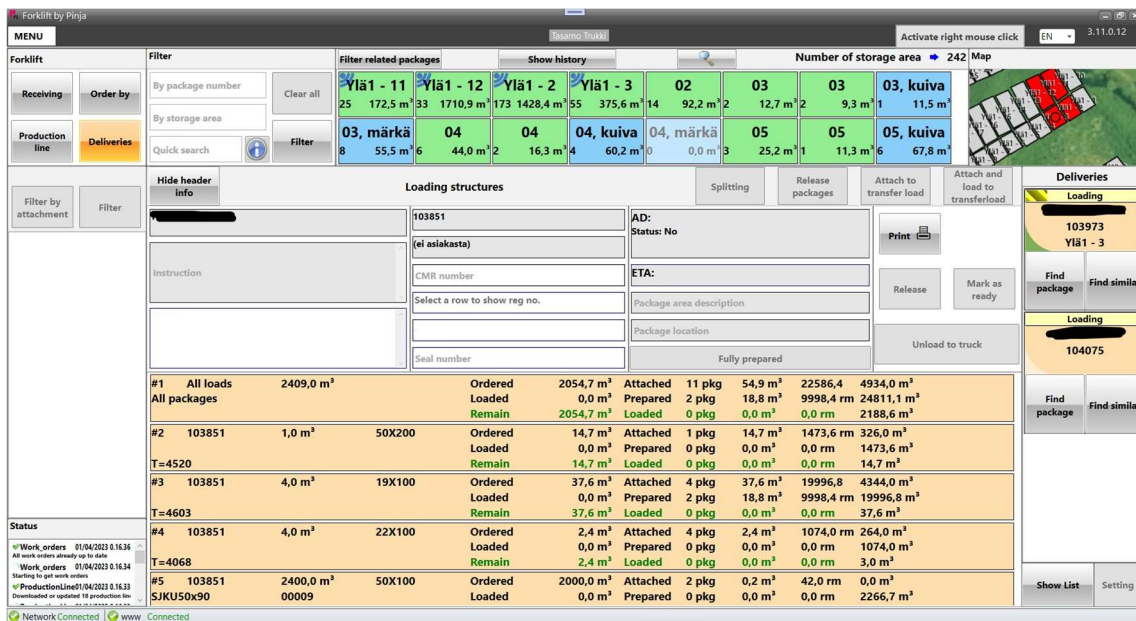 Forklift by Pinja
MENU
Tasamo Trukki
Activate right mouse click
EN
3.11.0.12
Forklift
Receiving
Order by
Production line
Deliveries
Filter
By package number
By storage area
Quick search
Clear all
Filter
Filter related packages
Show history
Number of storage area 242
Map
Ylä1 - 11
25 172,5 m³
Ylä1 - 12
33 1710,9 m³
Ylä1 - 2
173 1428,4 m³
Ylä1 - 3
55 375,6 m³
02
14 92,2 m³
03
2 12,7 m³
03
2 9,3 m³
03, kuiva
1 11,5 m³
03, märkä
8 55,5 m³
04
6 44,0 m³
04
2 16,3 m³
04, kuiva
4 60,2 m³
04, märkä
0 0,0 m³
05
3 25,2 m³
05
1 11,3 m³
05, kuiva
6 67,8 m³
Filter by attachment
Filter
Hide header info
Loading structures
Splitting
Release packages
Attach to transfer load
Attach and load to transferload
Instruction
103851
(ei asiakasta)
CMR number
Select a row to show reg no.
Seal number
AD:
Status: No
ETA:
Package area description
Package location
Fully prepared
Print
Release
Mark as ready
Unload to truck
#1 All loads 2409,0 m³ Ordered 2054,7 m³ Attached 11 pkg 54,9 m³ 22586,4 4934,0 m³
All packages Loaded 0,0 m³ Prepared 2 pkg 18,8 m³ 9998,4 rm 24811,1 m³
Remain 2054,7 m³ Loaded 0 pkg 0,0 m³ 0,0 rm 2188,6 m³
#2 103851 1,0 m³ 50X200 Ordered 14,7 m³ Attached 1 pkg 14,7 m³ 1473,6 rm 326,0 m³
Loaded 0,0 m³ Prepared 0 pkg 0,0 m³ 0,0 rm 1473,6 m³
T=4520 Remain 14,7 m³ Loaded 0 pkg 0,0 m³ 0,0 rm 14,7 m³
#3 103851 4,0 m³ 19X100 Ordered 37,6 m³ Attached 4 pkg 37,6 m³ 19996,8 4344,0 m³
Loaded 0,0 m³ Prepared 2 pkg 18,8 m³ 9998,4 rm 19996,8 m³
T=4603 Remain 37,6 m³ Loaded 0 pkg 0,0 m³ 0,0 rm 37,6 m³
#4 103851 4,0 m³ 22X100 Ordered 2,4 m³ Attached 4 pkg 2,4 m³ 1074,0 rm 264,0 m³
Loaded 0,0 m³ Prepared 0 pkg 0,0 m³ 0,0 rm 1074,0 m³
T=4068 Remain 2,4 m³ Loaded 0 pkg 0,0 m³ 0,0 rm 3,0 m³
#5 103851 2400,0 m³ 50X100 Ordered 2000,0 m³ Attached 2 pkg 0,2 m³ 42,0 rm 0,0 m³
SJKU50x90 00009 Loaded 0,0 m³ Prepared 0 pkg 0,0 m³ 0,0 rm 2266,7 m³
Deliveries
Loading
103973
Ylä1 - 3
Find package
Find simila
Loading
104075
Find package
Find simila
Show List
Setting
Status
Work_orders 01/04/2023 0.16.36
All work orders already up to date
Work_orders 01/04/2023 0.16.34
Starting to get work orders
ProductionLine 01/04/2023 0.16.33
Downloaded or updated 18 production lin
Network Connected www Connected